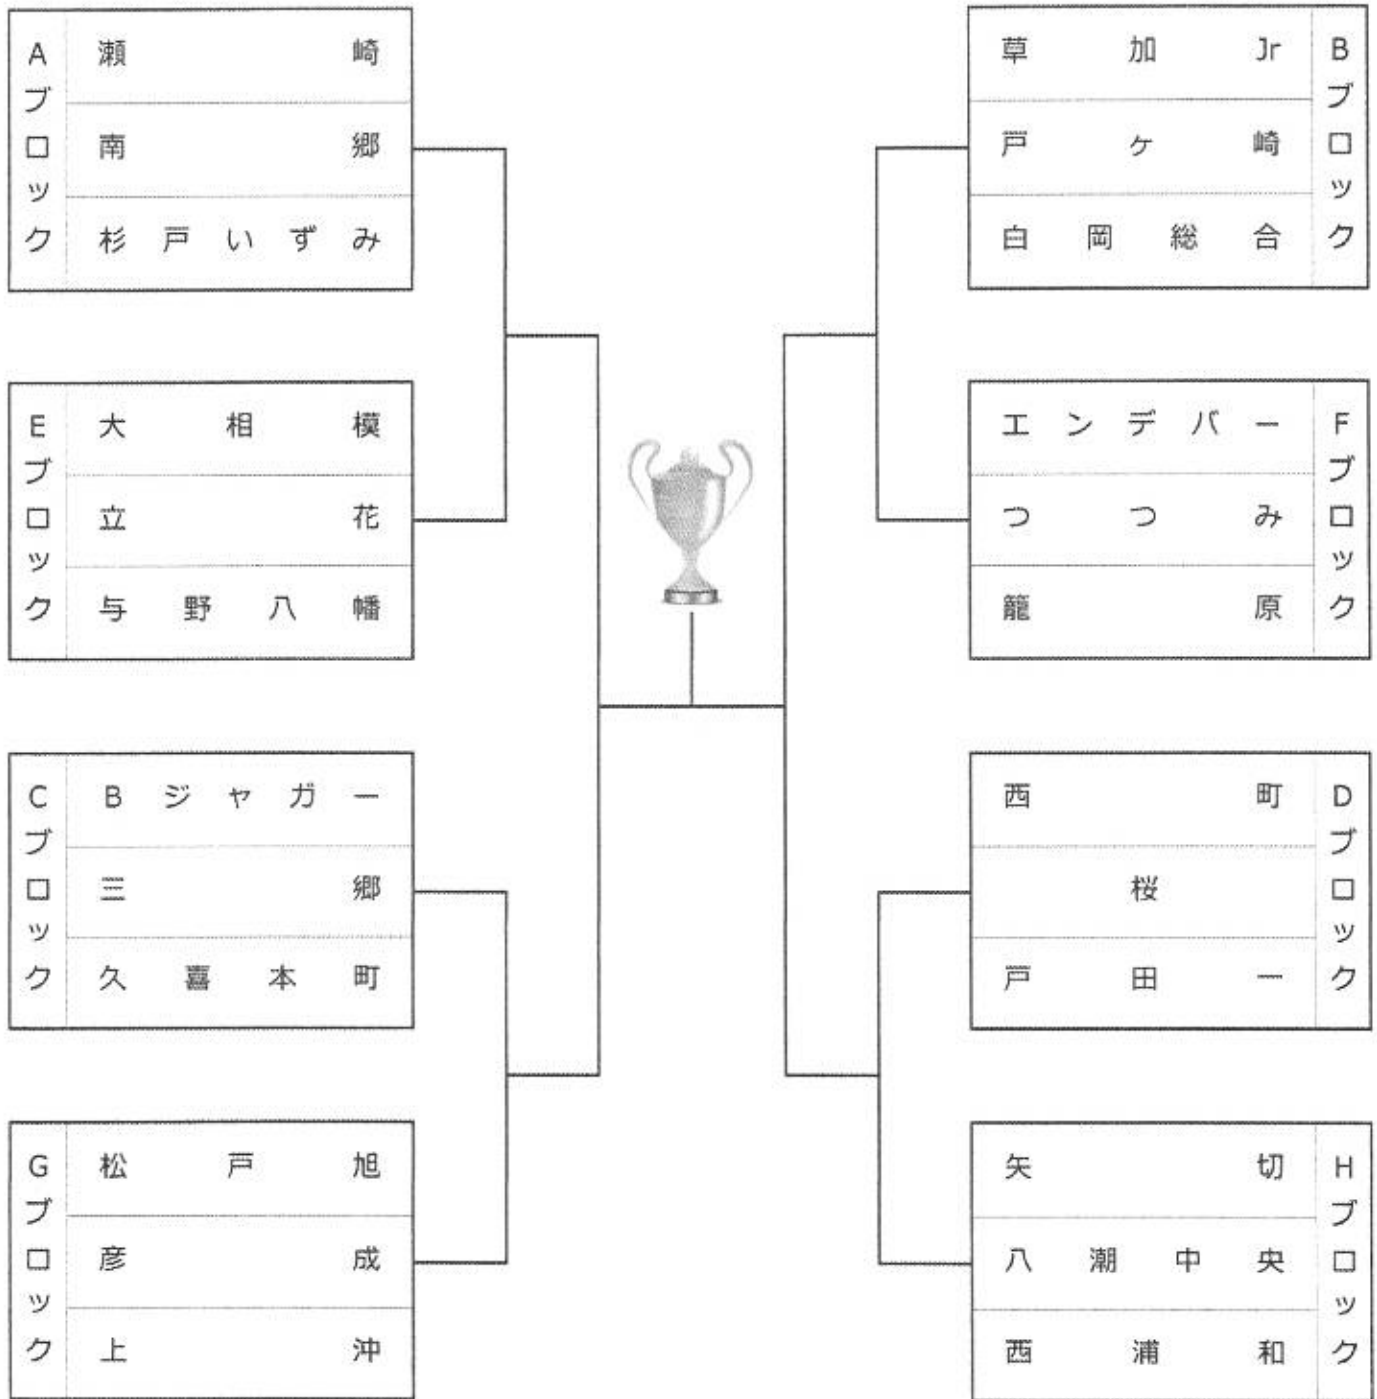 Aブロック
瀬崎
南郷
杉戸いずみ
Eブロック
大相模
立花
与野八幡
Cブロック
Bジャガー
三郷
久喜本町
Gブロック
松戸旭
彦成
上沖
Bブロック
草加Jr
戸ヶ崎
白岡総合
Fブロック
エンデバー
つつみ
籠原
Dブロック
西町
桜
戸田一
Hブロック
矢切
八潮中央
西浦和